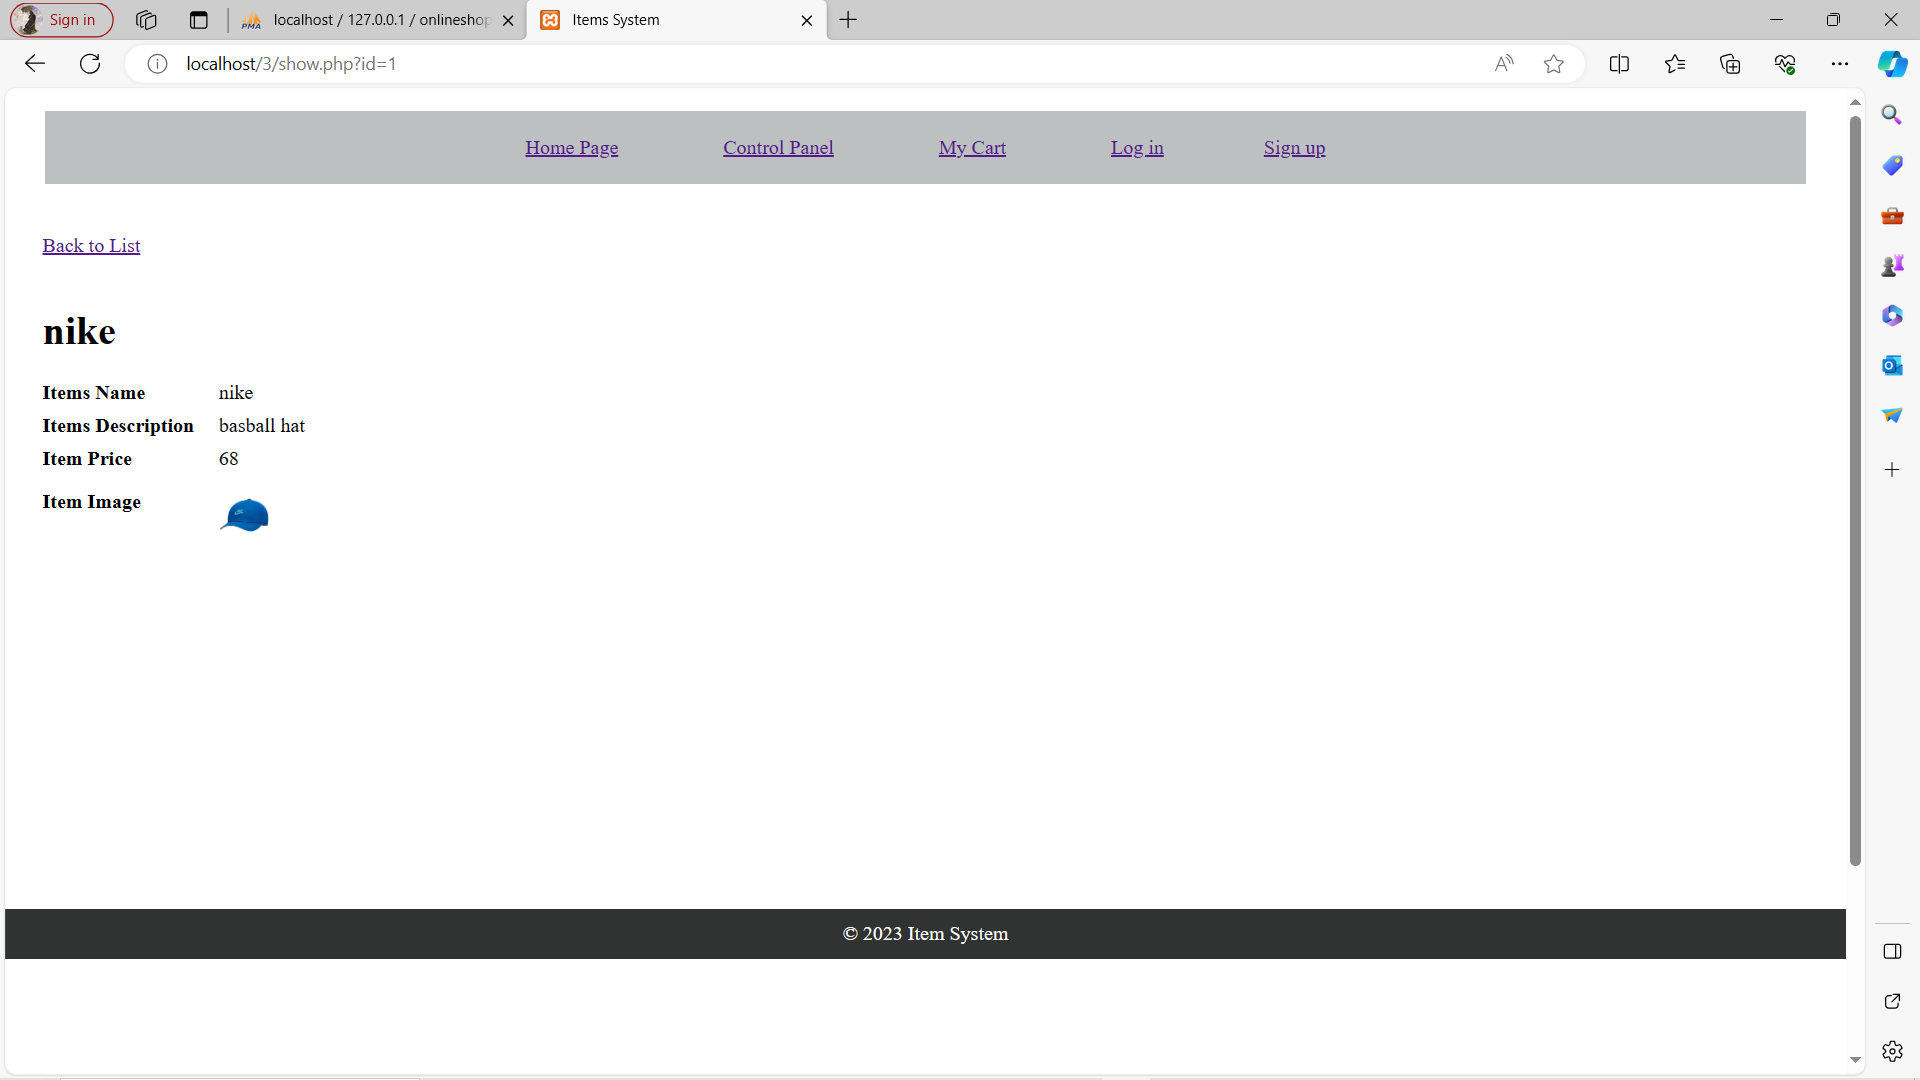 Sign in
localhost / 127.0.0.1 / onlineshop
Items System
localhost/3/show.php?id=1
Home Page Control Panel My Cart Log in Sign up
Back to List
nike
Items Name nike
Items Description basball hat
Item Price 68
Item Image
© 2023 Item System